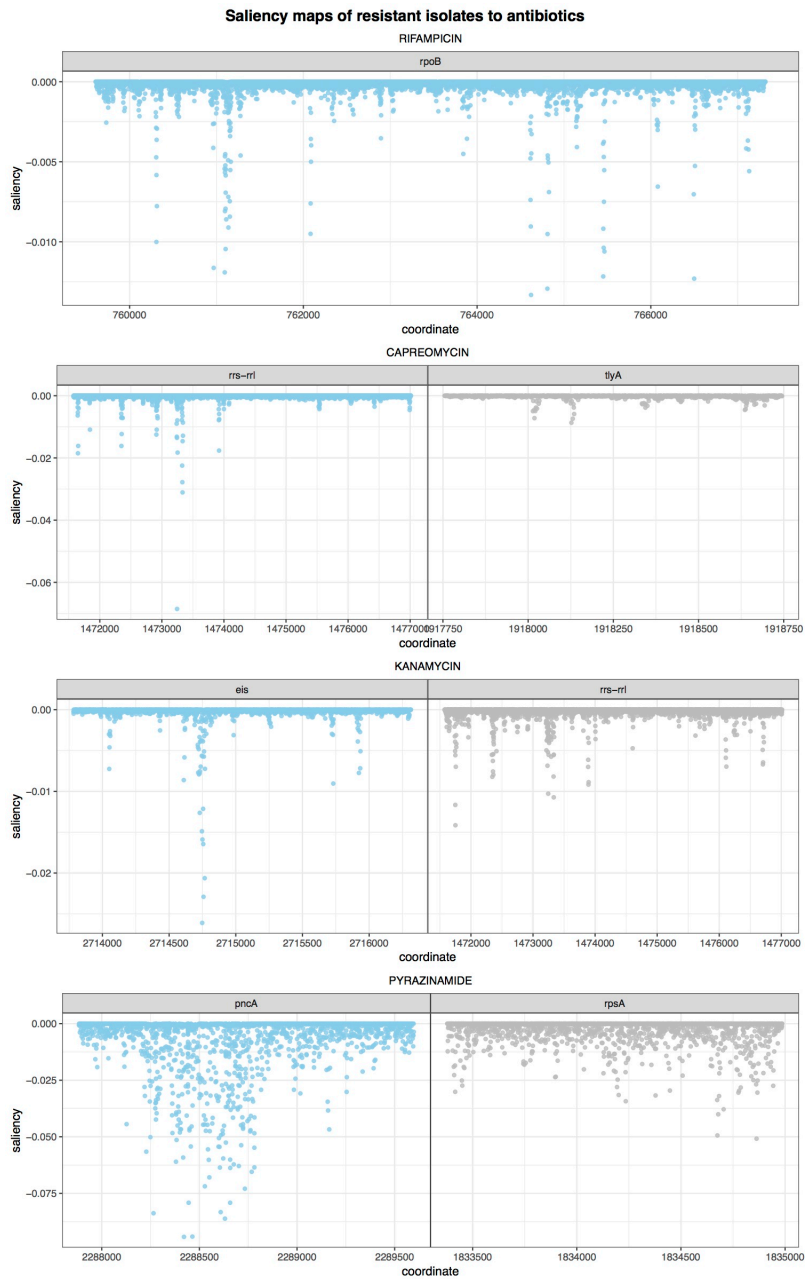 Saliency maps of resistant isolates to antibiotics
RIFAMPICIN
rpoB
0.000
−0.005
−0.010
saliency
760000 762000 764000 766000
coordinate
CAPREOMYCIN
rrs−rrl tlyA
0.00
−0.02
−0.04
−0.06
saliency
1472000 1473000 1474000 1475000 1476000 1477000 1917750 1918000 1918250 1918500 1918750
coordinate
KANAMYCIN
eis rrs−rrl
0.00
−0.01
−0.02
saliency
2714000 2714500 2715000 2715500 2716000 1472000 1473000 1474000 1475000 1476000 1477000
coordinate
PYRAZINAMIDE
pncA rpsA
0.000
−0.025
−0.050
−0.075
saliency
2288000 2288500 2289000 2289500 1833500 1834000 1834500 1835000
coordinate